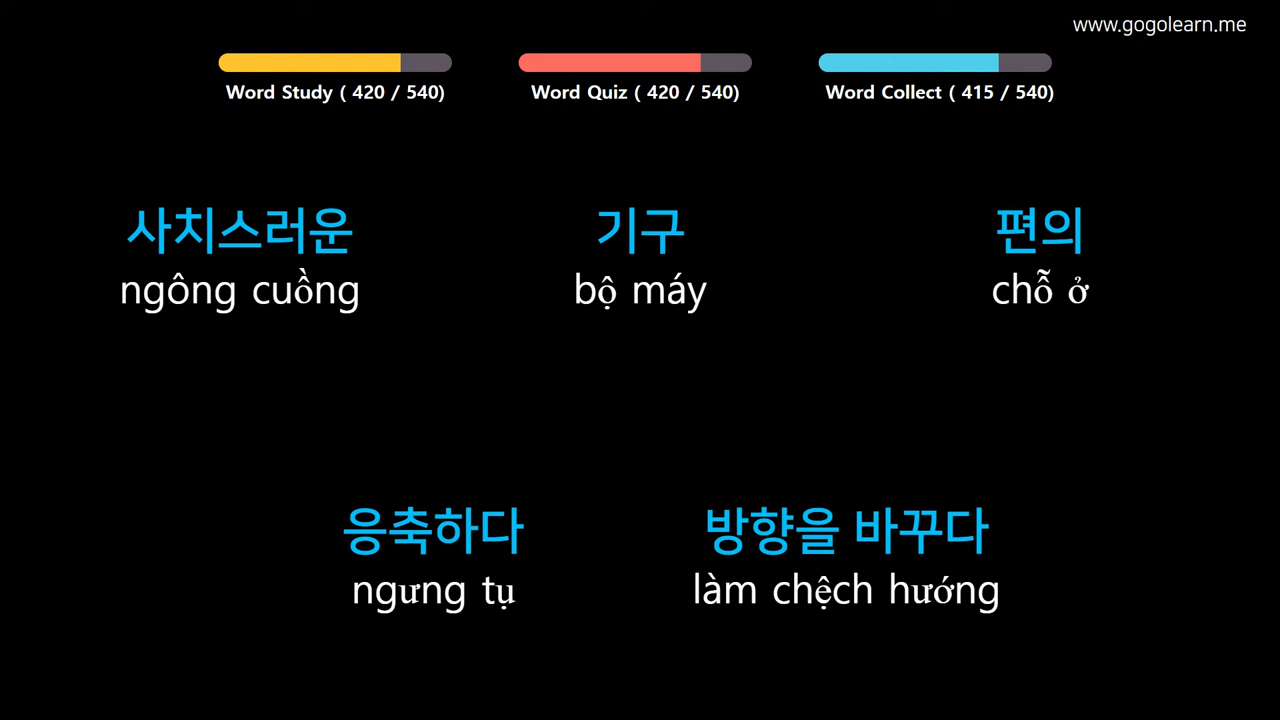 www.gogolearn.me
Word Study ( 420 / 540)
Word Quiz ( 420 / 540)
Word Collect ( 415 / 540)
사치스러운
ngông cuồng
기구
bộ máy
편의
chỗ ở
응축하다
ngưng tụ
방향을 바꾸다
làm chệch hướng